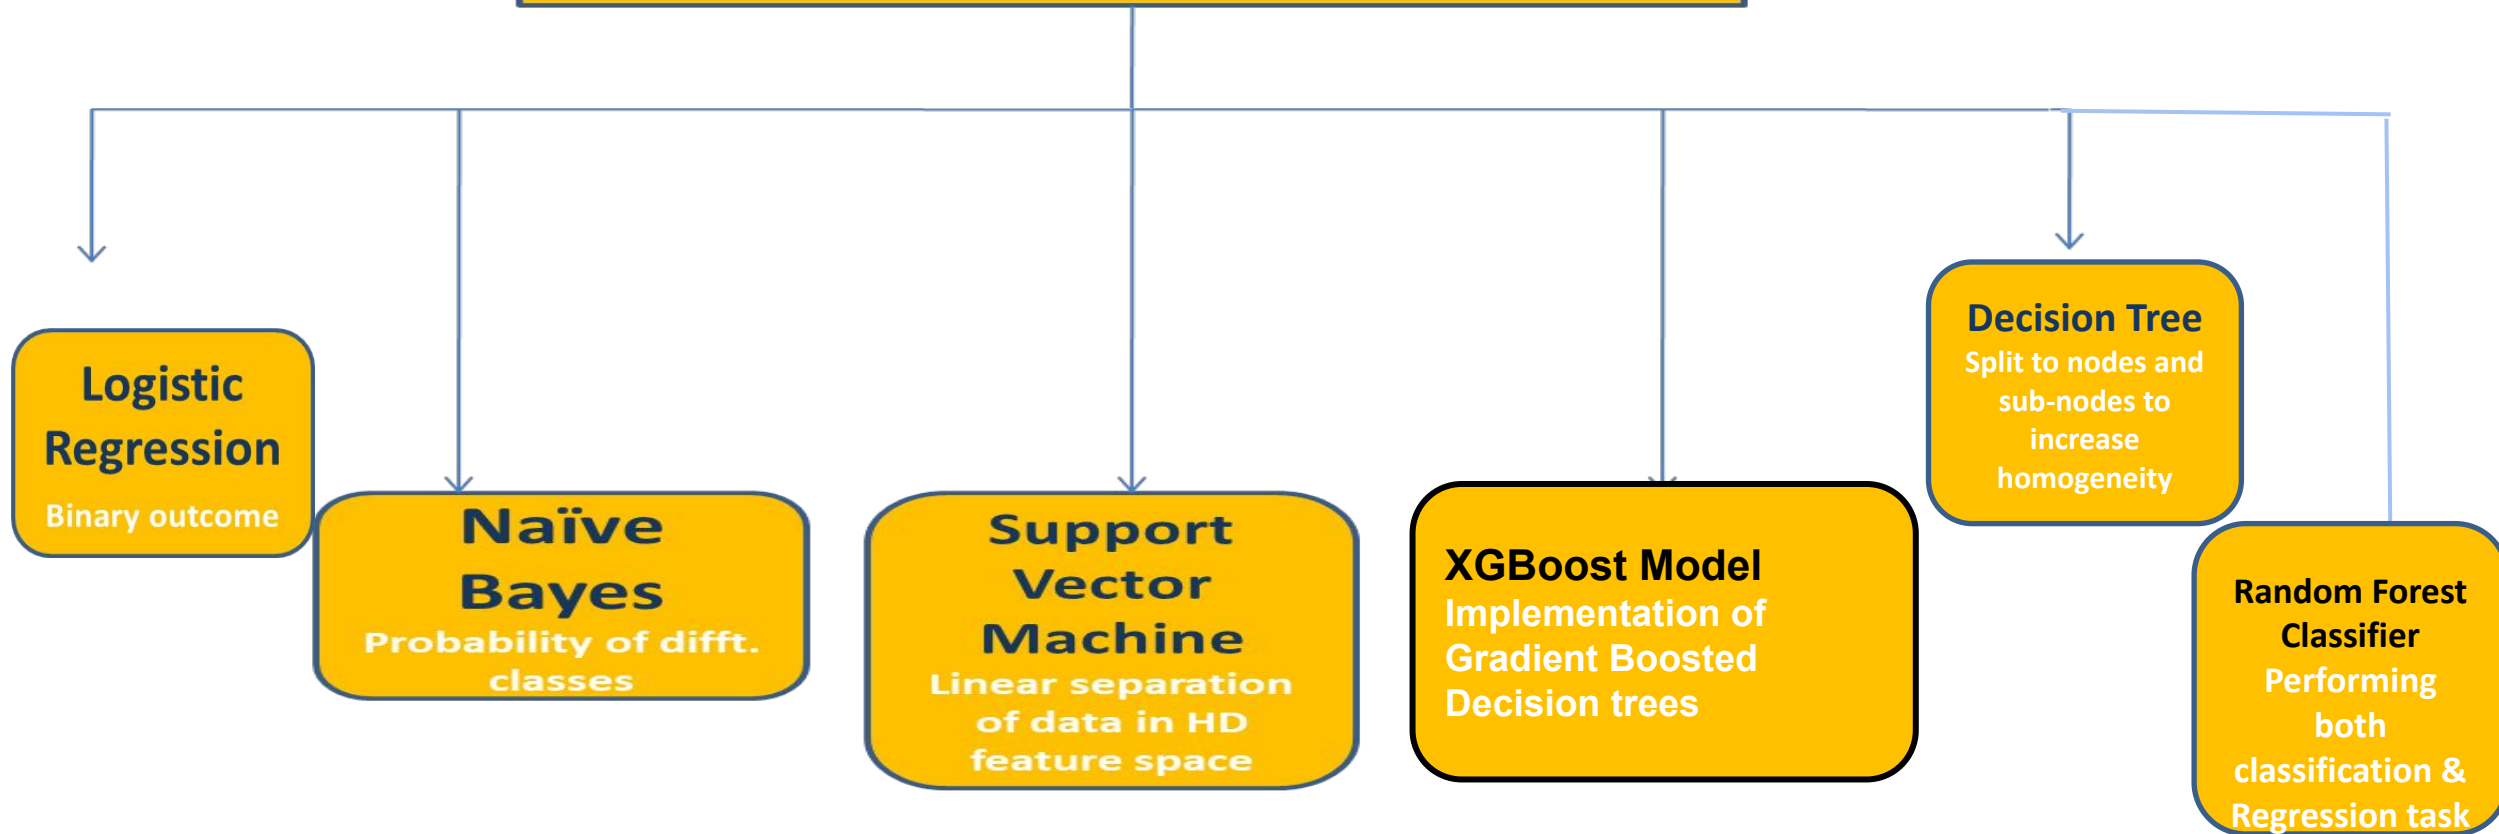 Logistic
Regression
Binary outcome
Naïve
Bayes
Probability of difft.
classes
Support
Vector
Machine
Linear separation
of data in HD
feature space
XGBoost Model
Implementation of
Gradient Boosted
Decision trees
Decision Tree
Split to nodes and
sub-nodes to
increase
homogeneity
Random Forest
Classifier
Performing
both
classification &
Regression task